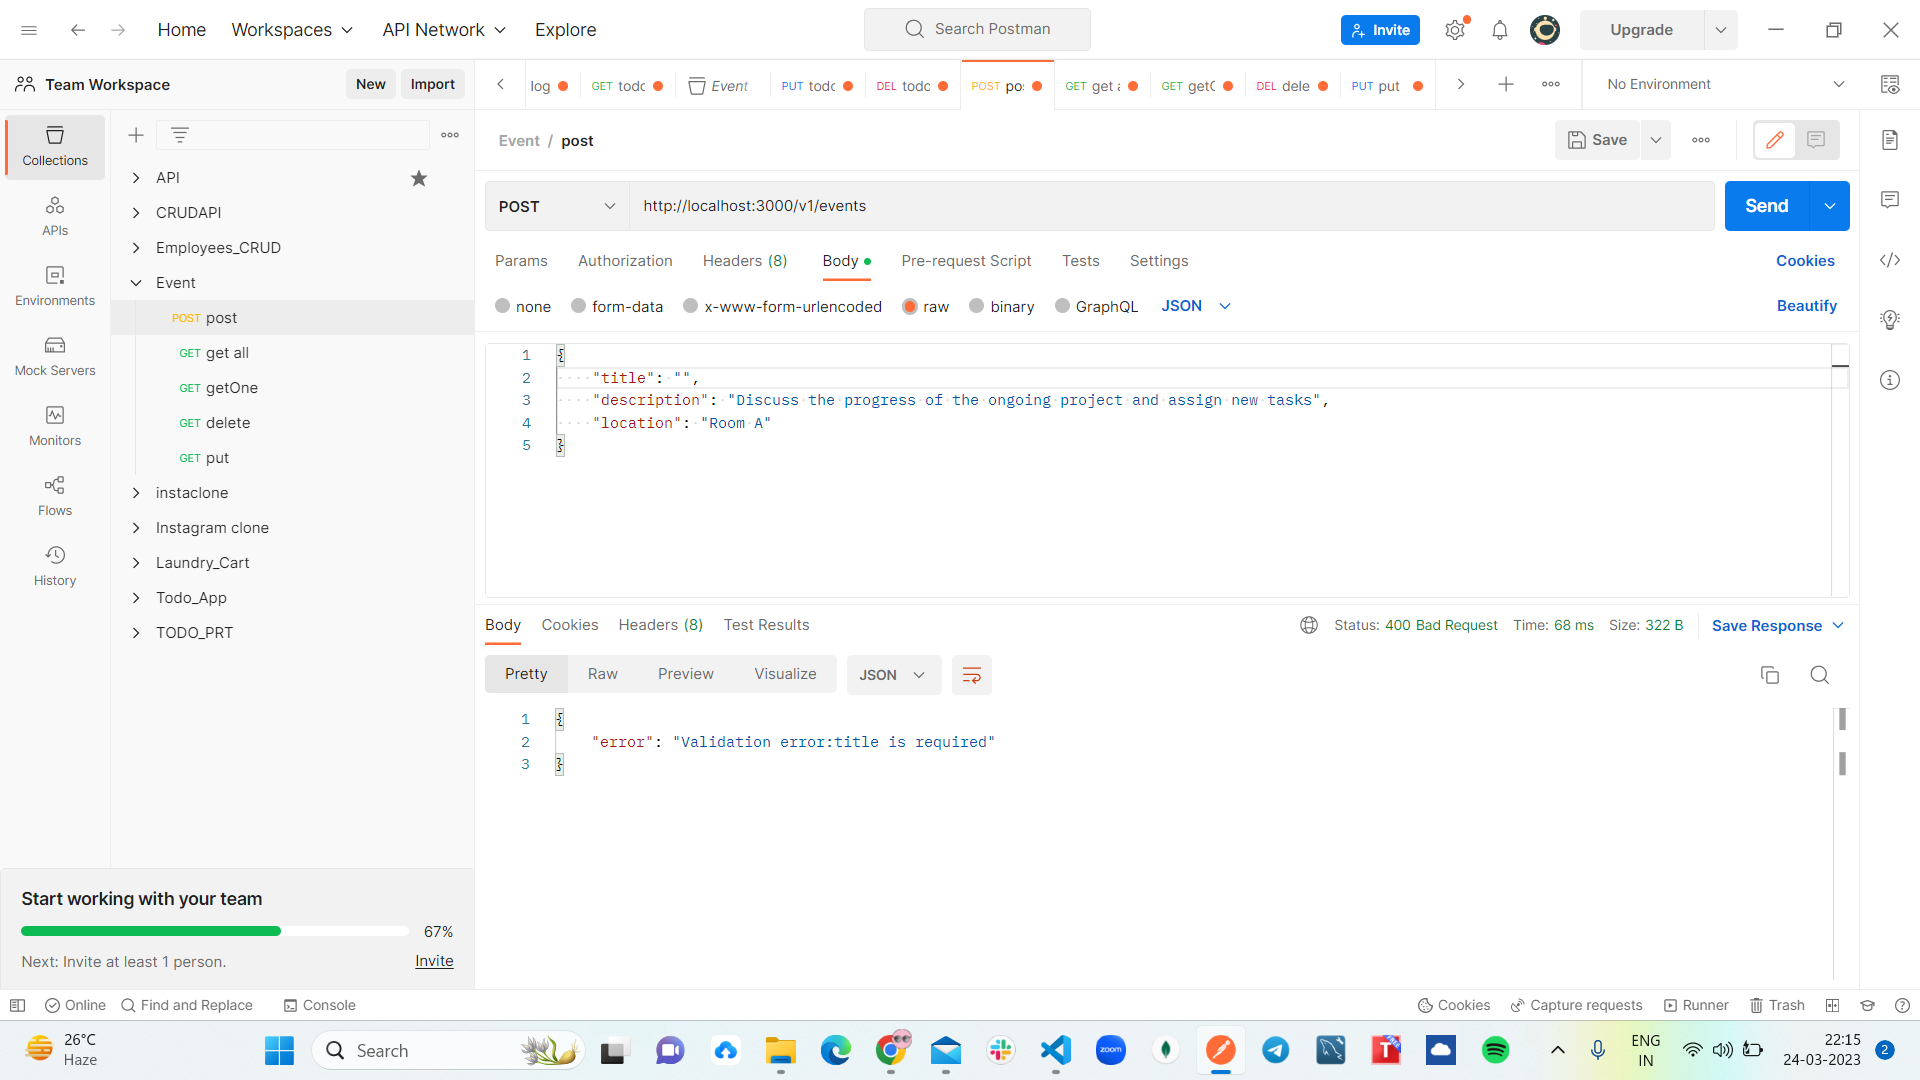 Home
Workspaces
API Network
Explore
Search Postman
Invite
Upgrade
Team Workspace
New
Import
log
GET todo
Event
PUT todo
DEL todo
POST po
GET get a
GET get
DEL dele
PUT put
No Environment
Collections
APIs
Environments
Mock Servers
Monitors
Flows
History
API
CRUDAPI
Employees_CRUD
Event
POST post
GET get all
GET getOne
GET delete
GET put
instaclone
Instagram clone
Laundry_Cart
Todo_App
TODO_PRT
Start working with your team
67%
Next: Invite at least 1 person.
Invite
Event / post
Save
POST
http://localhost:3000/v1/events
Send
Params
Authorization
Headers (8)
Body
Pre-request Script
Tests
Settings
Cookies
none
form-data
x-www-form-urlencoded
raw
binary
GraphQL
JSON
Beautify
1 {
2 "title": "",
3 "description": "Discuss the progress of the ongoing project and assign new tasks",
4 "location": "Room A"
5 }
Body
Cookies
Headers (8)
Test Results
Status: 400 Bad Request
Time: 68 ms
Size: 322 B
Save Response
Pretty
Raw
Preview
Visualize
JSON
1 {
2 "error": "Validation error:title is required"
3 }
Online
Find and Replace
Console
Cookies
Capture requests
Runner
Trash
26°C
Haze
Search
zoom
T
FREE
ENG
IN
22:15
24-03-2023
2